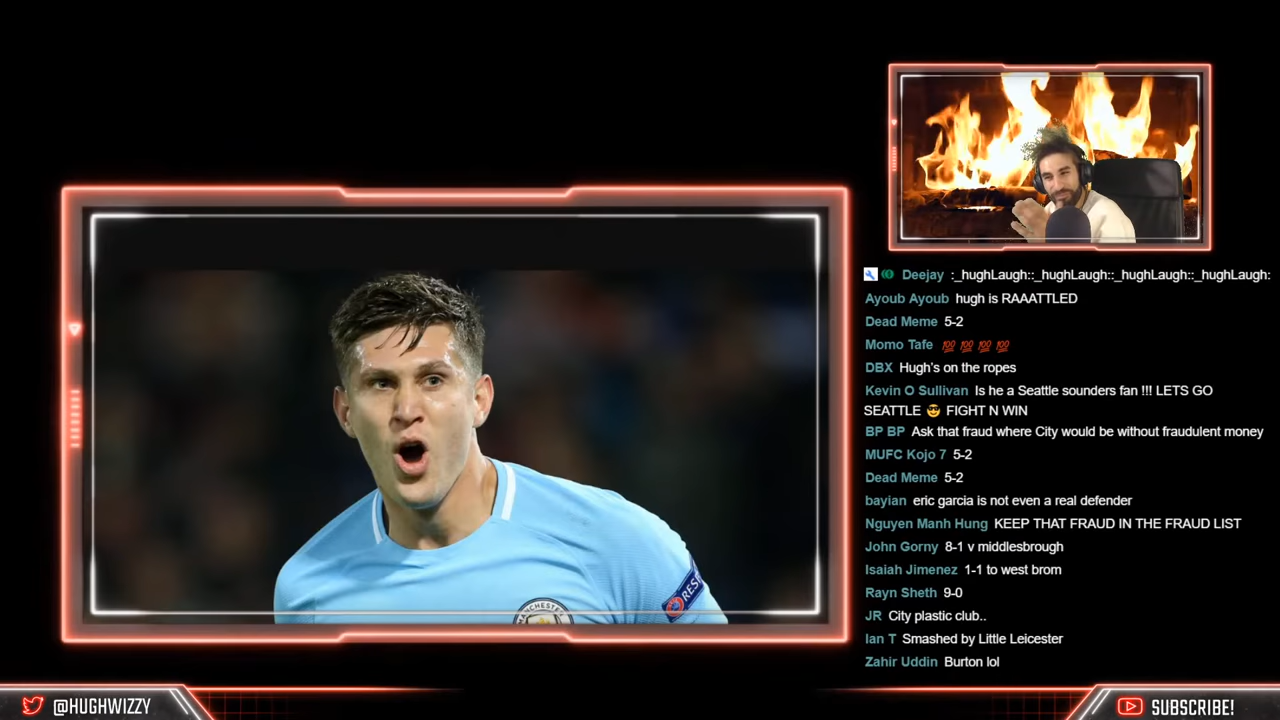 MANCHESTER
RESP
Deejay :_hughLaugh::_hughLaugh::_hughLaugh::_hughLaugh:
Ayoub Ayoub hugh is RAAATTLED
Dead Meme 5-2
Momo Tafe 💯 💯 💯 💯
DBX Hugh's on the ropes
Kevin O Sullivan Is he a Seattle sounders fan !!! LETS GO
SEATTLE 😎 FIGHT N WIN
BP BP Ask that fraud where City would be without fraudulent money
MUFC Kojo 7 5-2
Dead Meme 5-2
bayian eric garcia is not even a real defender
Nguyen Manh Hung KEEP THAT FRAUD IN THE FRAUD LIST
John Gorny 8-1 v middlesbrough
Isaiah Jimenez 1-1 to west brom
Rayn Sheth 9-0
JR City plastic club..
Ian T Smashed by Little Leicester
Zahir Uddin Burton lol
@HUGHWIZZY
SUBSCRIBE!